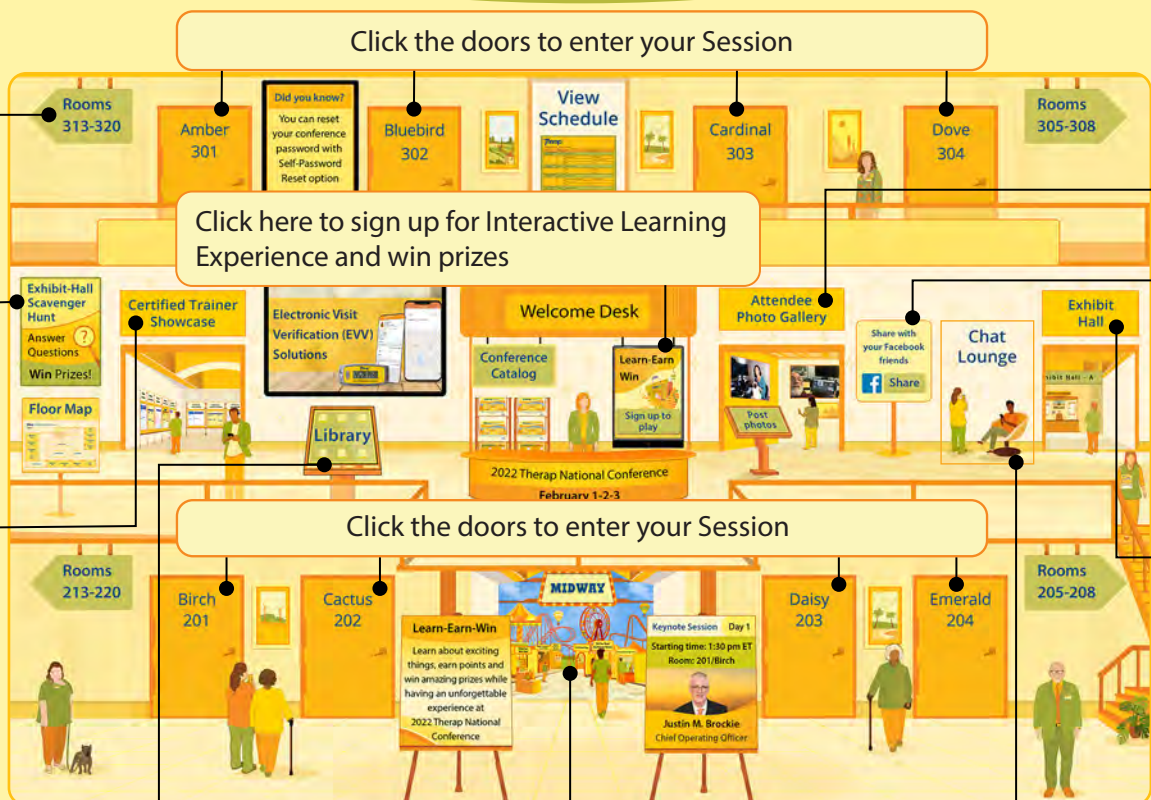 Click the doors to enter your Session
Rooms
313-320
Amber
301
Did you know?
You can reset
your conference
password with
Self-Password
Reset option
Bluebird
302
View
Schedule
Cardinal
303
Dove
304
Rooms
305-308
Click here to sign up for Interactive Learning
Experience and win prizes
Exhibit-Hall
Scavenger
Hunt
Answer
Questions
?
Win Prizes!
Floor Map
Certified Trainer
Showcase
Electronic Visit
Verification (EVV)
Solutions
Library
Welcome Desk
Conference
Catalog
Learn-Earn
Win
Sign up to
play
2022 Therap National Conference
February 1-2-3
Attendee
Photo Gallery
Post
photos
Share with
your Facebook
friends
f Share
Chat
Lounge
Exhibit
Hall
Hall - A
Click the doors to enter your Session
Rooms
213-220
Birch
201
Cactus
202
Learn-Earn-Win
Learn about exciting
things, earn points and
win amazing prizes while
having an unforgettable
experience at
2022 Therap National
Conference
MIDWAY
Keynote Session Day 1
Starting time: 1:30 pm ET
Room: 201/Birch
Justin M. Brockie
Chief Operating Officer
Daisy
203
Emerald
204
Rooms
205-208